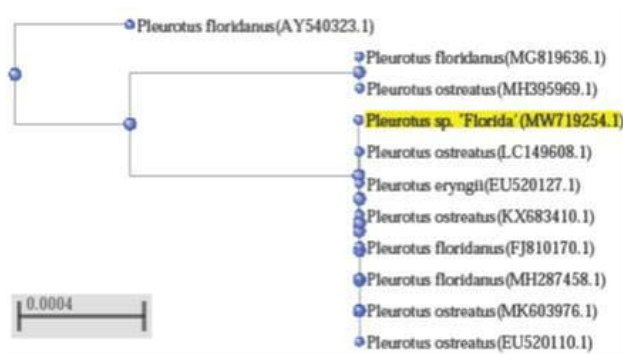 Pleurotus floridanus(AY540323.1)
Pleurotus floridanus(MG819636.1)
Pleurotus ostreatus(MH395969.1)
Pleurotus sp. 'Florida'(MW719254.1)
Pleurotus ostreatus(LC149608.1)
Pleurotus eryngii(EU520127.1)
Pleurotus ostreatus(KX683410.1)
Pleurotus floridanus(FJ810170.1)
Pleurotus floridanus(MH287458.1)
Pleurotus ostreatus(MK603976.1)
Pleurotus ostreatus(EU520110.1)
0.0004